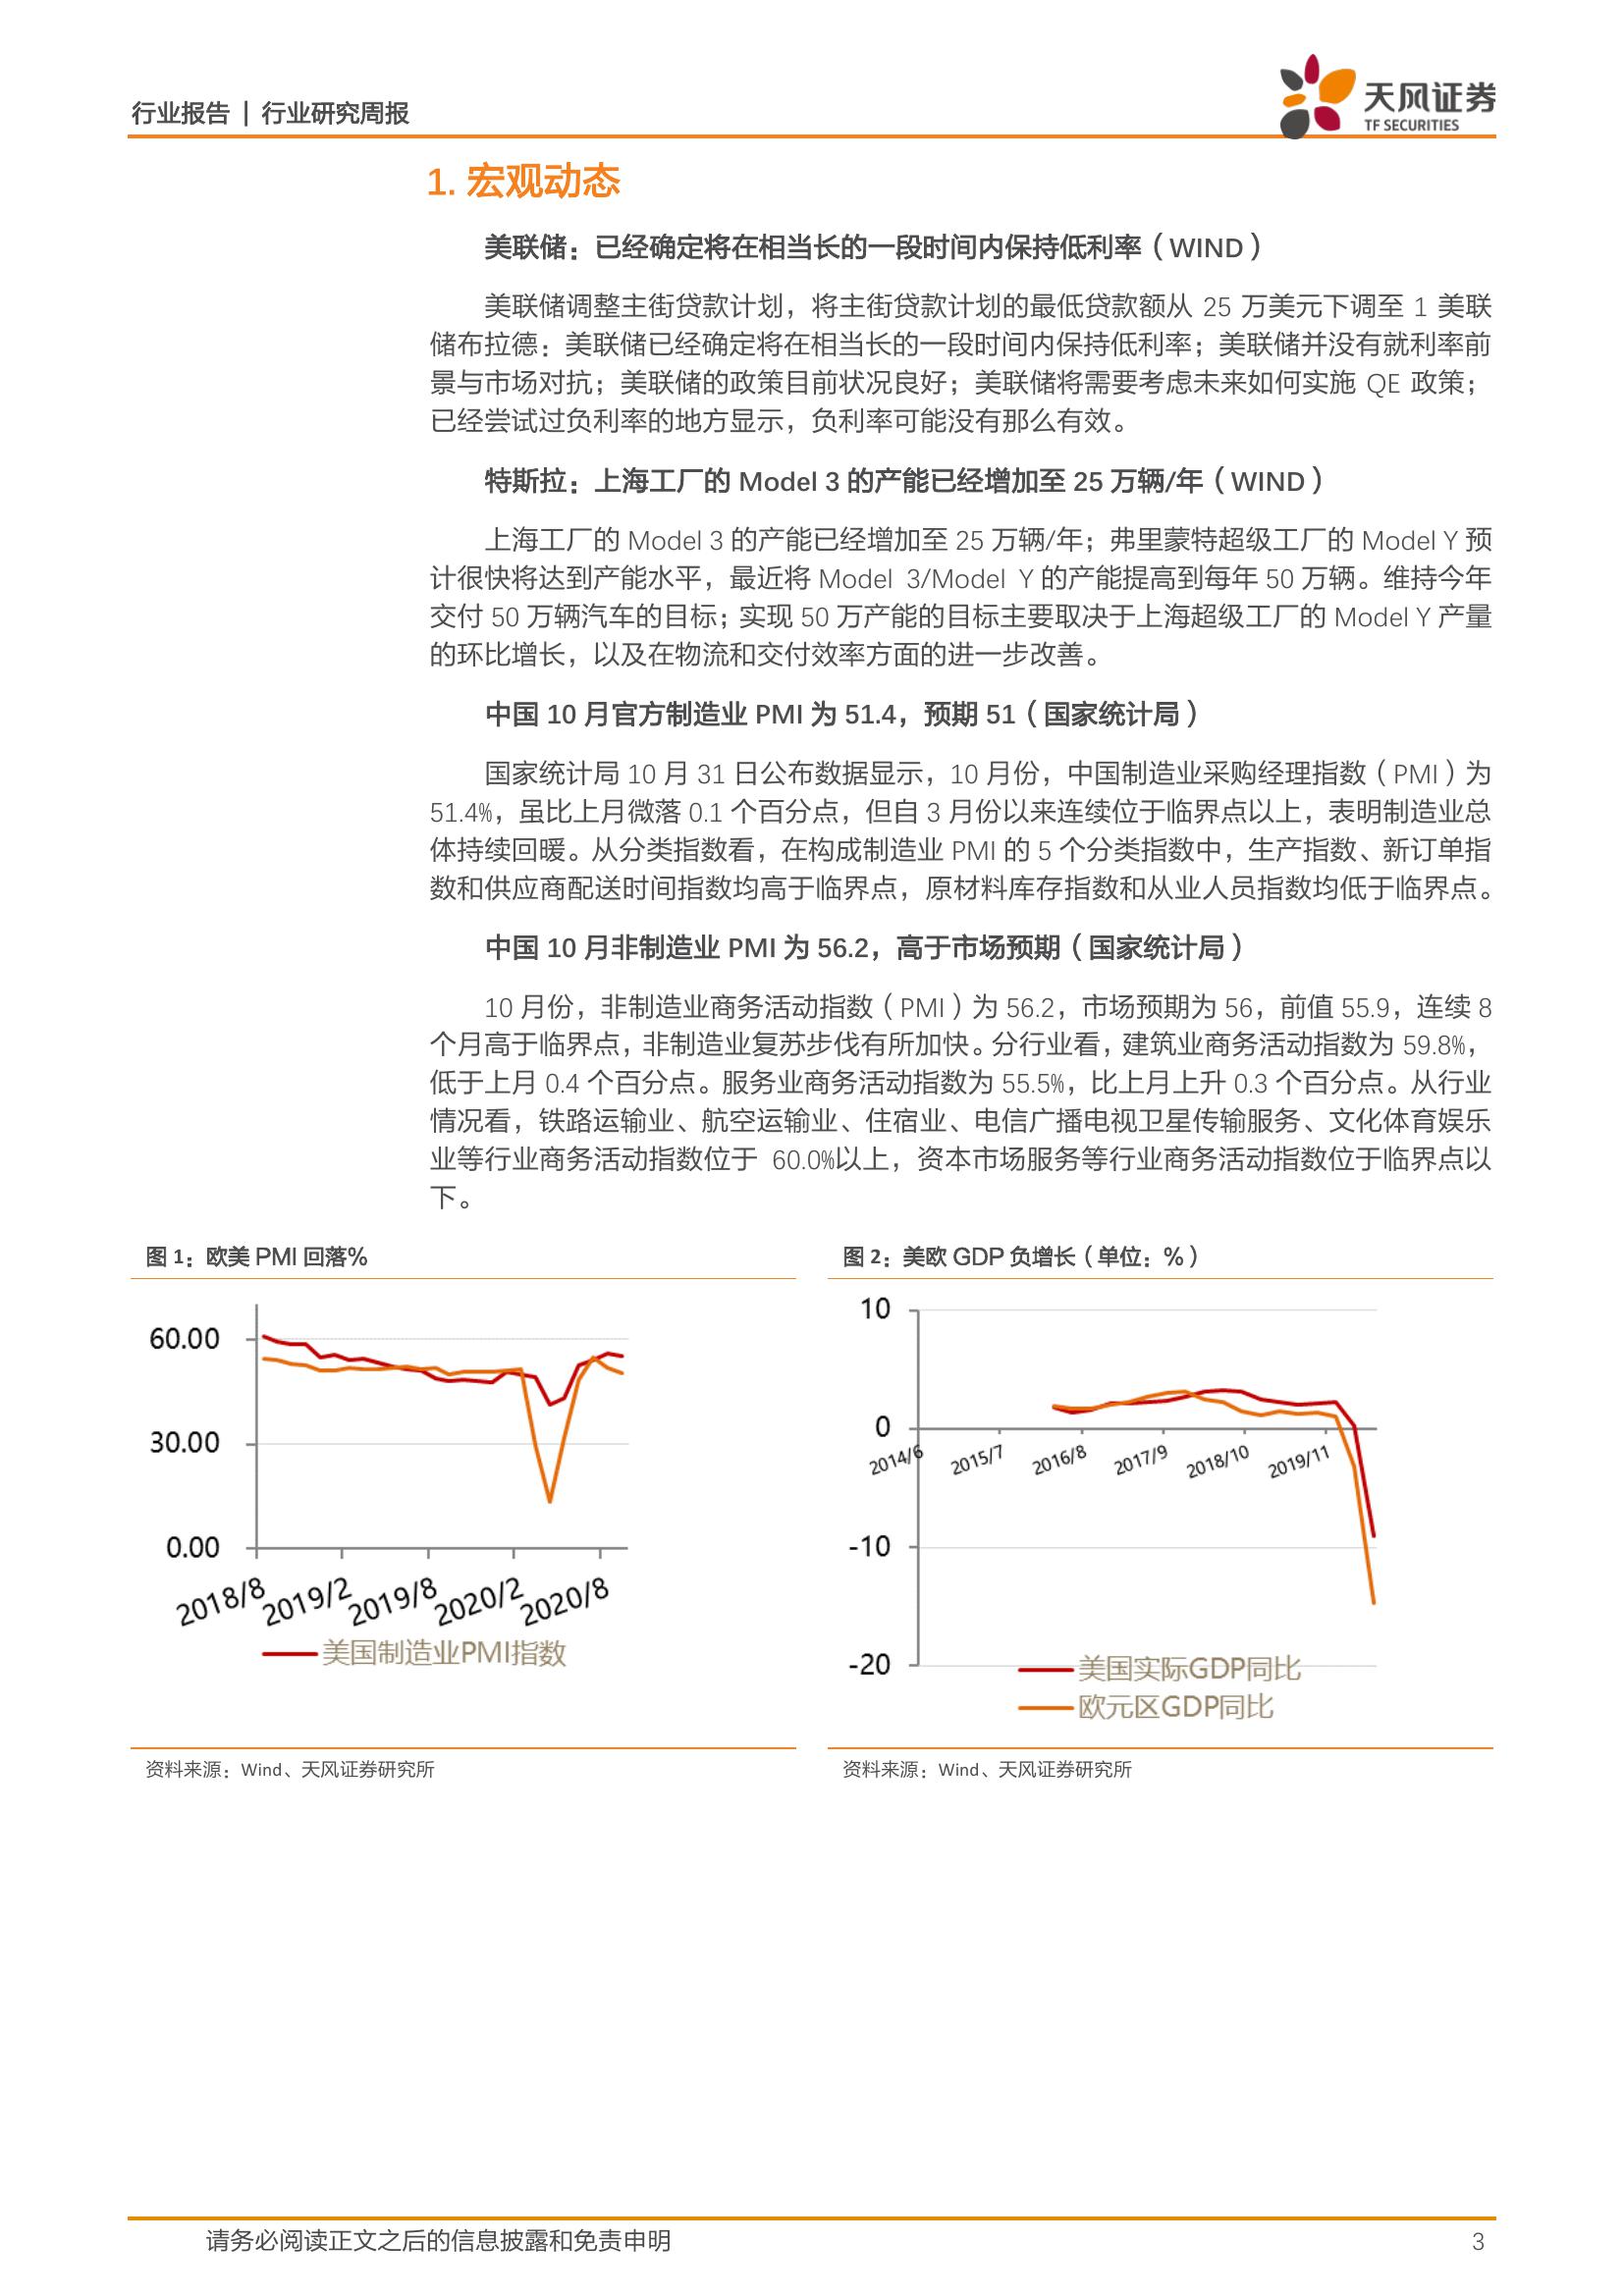 行业报告 | 行业研究周报
天风证券
TF SECURITIES
1. 宏观动态
美联储：已经确定将在相当长的一段时间内保持低利率（WIND）
美联储调整主街贷款计划，将主街贷款计划的最低贷款额从 25 万美元下调至 1 美联
储布拉德：美联储已经确定将在相当长的一段时间内保持低利率；美联储并没有就利率前
景与市场对抗；美联储的政策目前状况良好；美联储将需要考虑未来如何实施 QE 政策；
已经尝试过负利率的地方显示，负利率可能没有那么有效。
特斯拉：上海工厂的 Model 3 的产能已经增加至 25 万辆/年（WIND）
上海工厂的 Model 3 的产能已经增加至 25 万辆/年；弗里蒙特超级工厂的 Model Y 预
计很快将达到产能水平，最近将 Model 3/Model Y 的产能提高到每年 50 万辆。维持今年
交付 50 万辆汽车的目标；实现 50 万产能的目标主要取决于上海超级工厂的 Model Y 产量
的环比增长，以及在物流和交付效率方面的进一步改善。
中国 10 月官方制造业 PMI 为 51.4，预期 51（国家统计局）
国家统计局 10 月 31 日公布数据显示，10 月份，中国制造业采购经理指数（PMI）为
51.4%，虽比上月微落 0.1 个百分点，但自 3 月份以来连续位于临界点以上，表明制造业总
体持续回暖。从分类指数看，在构成制造业 PMI 的 5 个分类指数中，生产指数、新订单指
数和供应商配送时间指数均高于临界点，原材料库存指数和从业人员指数均低于临界点。
中国 10 月非制造业 PMI 为 56.2，高于市场预期（国家统计局）
10 月份，非制造业商务活动指数（PMI）为 56.2，市场预期为 56，前值 55.9，连续 8
个月高于临界点，非制造业复苏步伐有所加快。分行业看，建筑业商务活动指数为 59.8%，
低于上月 0.4 个百分点。服务业商务活动指数为 55.5%，比上月上升 0.3 个百分点。从行业
情况看，铁路运输业、航空运输业、住宿业、电信广播电视卫星传输服务、文化体育娱乐
业等行业商务活动指数位于 60.0%以上，资本市场服务等行业商务活动指数位于临界点以
下。
图 1：欧美 PMI 回落%
60.00
30.00
0.00
2018/8 2019/2 2019/8 2020/2 2020/8
美国制造业PMI指数
资料来源：Wind、天风证券研究所
图 2：美欧 GDP 负增长（单位：%）
10
0
2014/6 2015/7 2016/8 2017/9 2018/10 2019/11
-10
-20
美国实际GDP同比
欧元区GDP同比
资料来源：Wind、天风证券研究所
请务必阅读正文之后的信息披露和免责申明
3